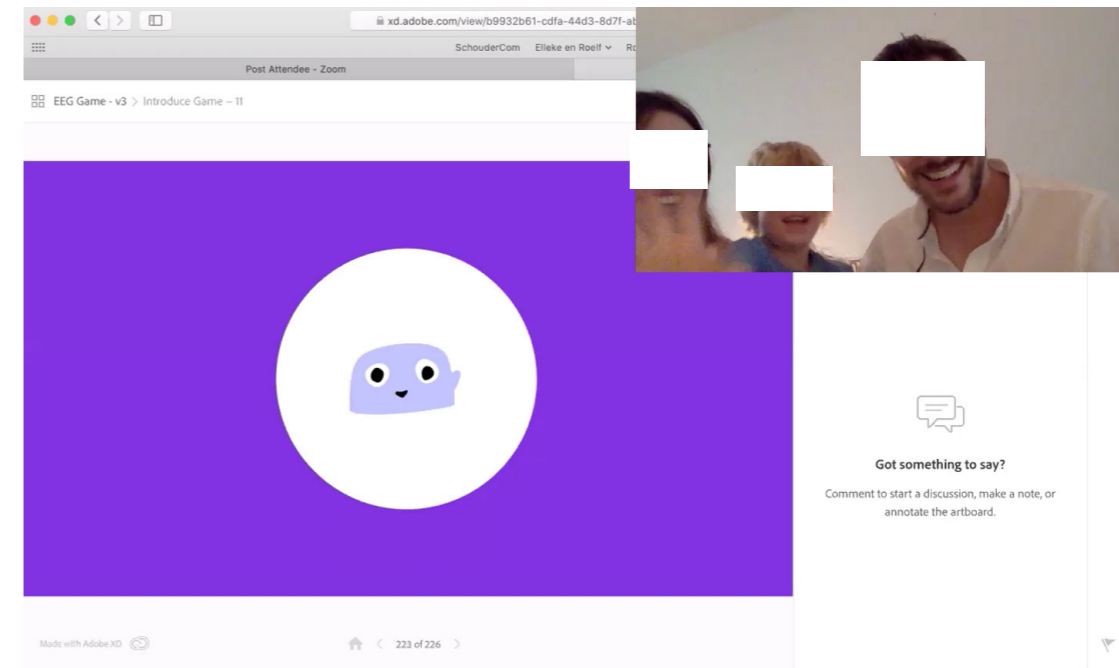 xd.adobe.com/view/b9932b61-cdfa-44d3-8d7f-ab
SchouderCom Elleke en Roelf
Post Attendee - Zoom
EEG Game - v3 > Introduce Game – 11
Got something to say?
Comment to start a discussion, make a note, or
annotate the artboard.
Made with Adobe XD
223 of 226